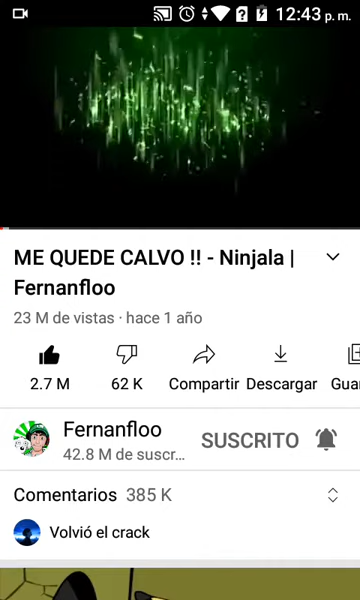 12:43 p. m.
ME QUEDE CALVO !! - Ninjala |
Fernanfloo
23 M de vistas · hace 1 año
2.7 M
62 K
Compartir
Descargar
Gua
Fernanfloo
42.8 M de suscr...
SUSCRITO
Comentarios 385 K
Volvió el crack